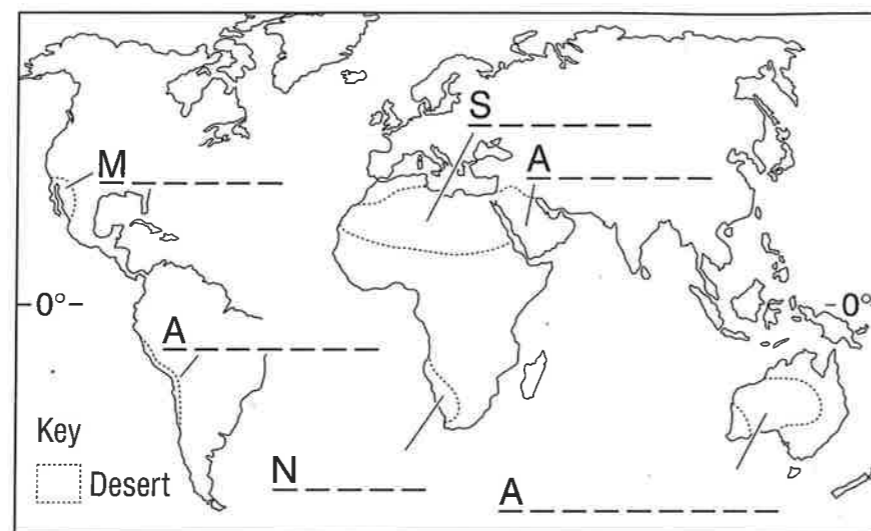 S _ _ _ _ _
M _ _ _ _ _
A _ _ _ _ _ _
-0°-
-0°
A _ _ _ _ _ _
Key
Desert
N _ _ _ _
A _ _ _ _ _ _ _ _